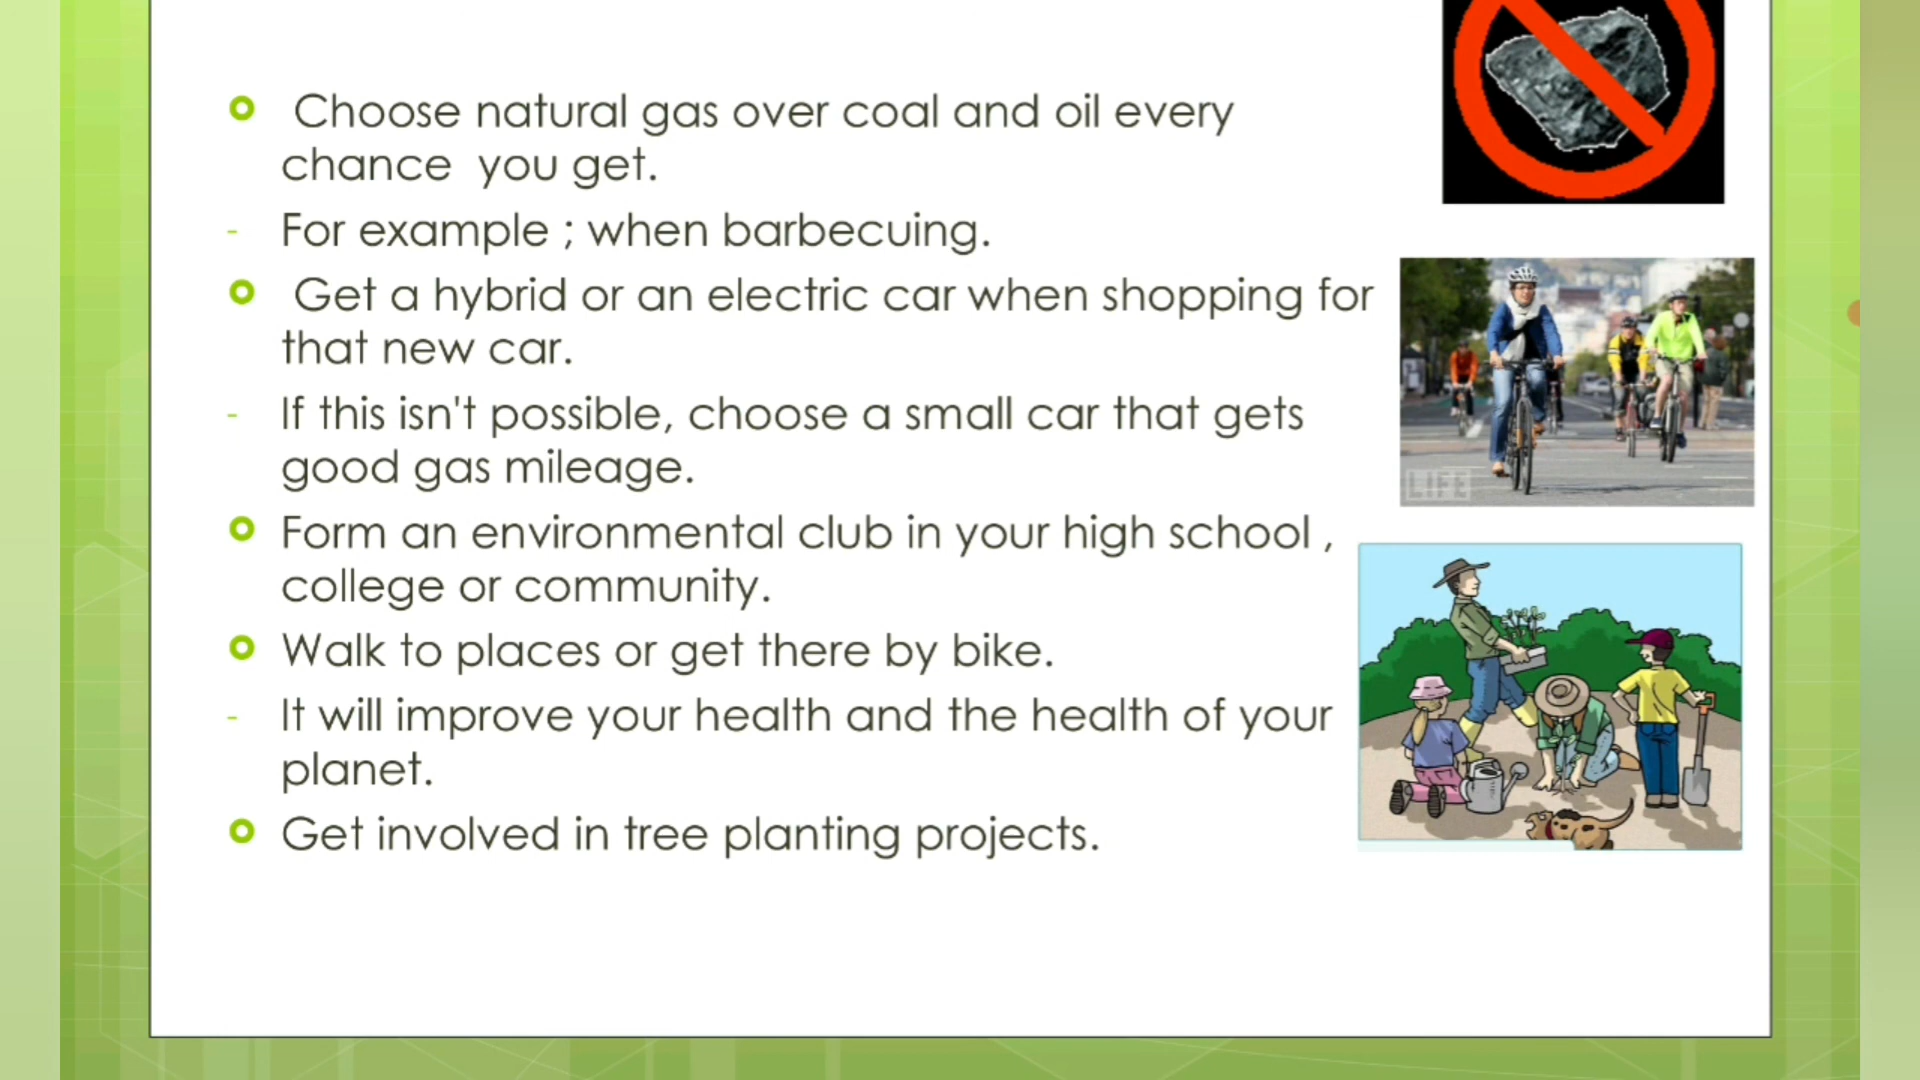 Choose natural gas over coal and oil every
chance you get.
- For example ; when barbecuing.
Get a hybrid or an electric car when shopping for
that new car.
- If this isn't possible, choose a small car that gets
good gas mileage.
Form an environmental club in your high school ,
college or community.
Walk to places or get there by bike.
- It will improve your health and the health of your
planet.
Get involved in tree planting projects.
LIFE